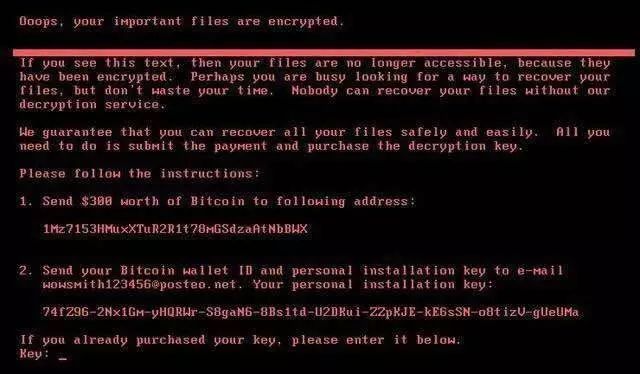 Ooops, your important files are encrypted.
If you see this text, then your files are no longer accessible, because they
have been encrypted. Perhaps you are busy looking for a way to recover your
files, but don't waste your time. Nobody can recover your files without our
decryption service.
We guarantee that you can recover all your files safely and easily. All you
need to do is submit the payment and purchase the decryption key.
Please follow the instructions:
1. Send $300 worth of Bitcoin to following address:
1Mz7153HMuxXTuR2R1t78mGSdzaAtNbBWX
2. Send your Bitcoin wallet ID and personal installation key to e-mail
wowsmith123456@posteo.net. Your personal installation key:
74fZ96-2Nx1Gm-yHQRWr-S8gaN6-8Bs1td-U2DKui-ZZpKJE-kE6sSN-o8tizV-gUeUMa
If you already purchased your key, please enter it below.
Key: _